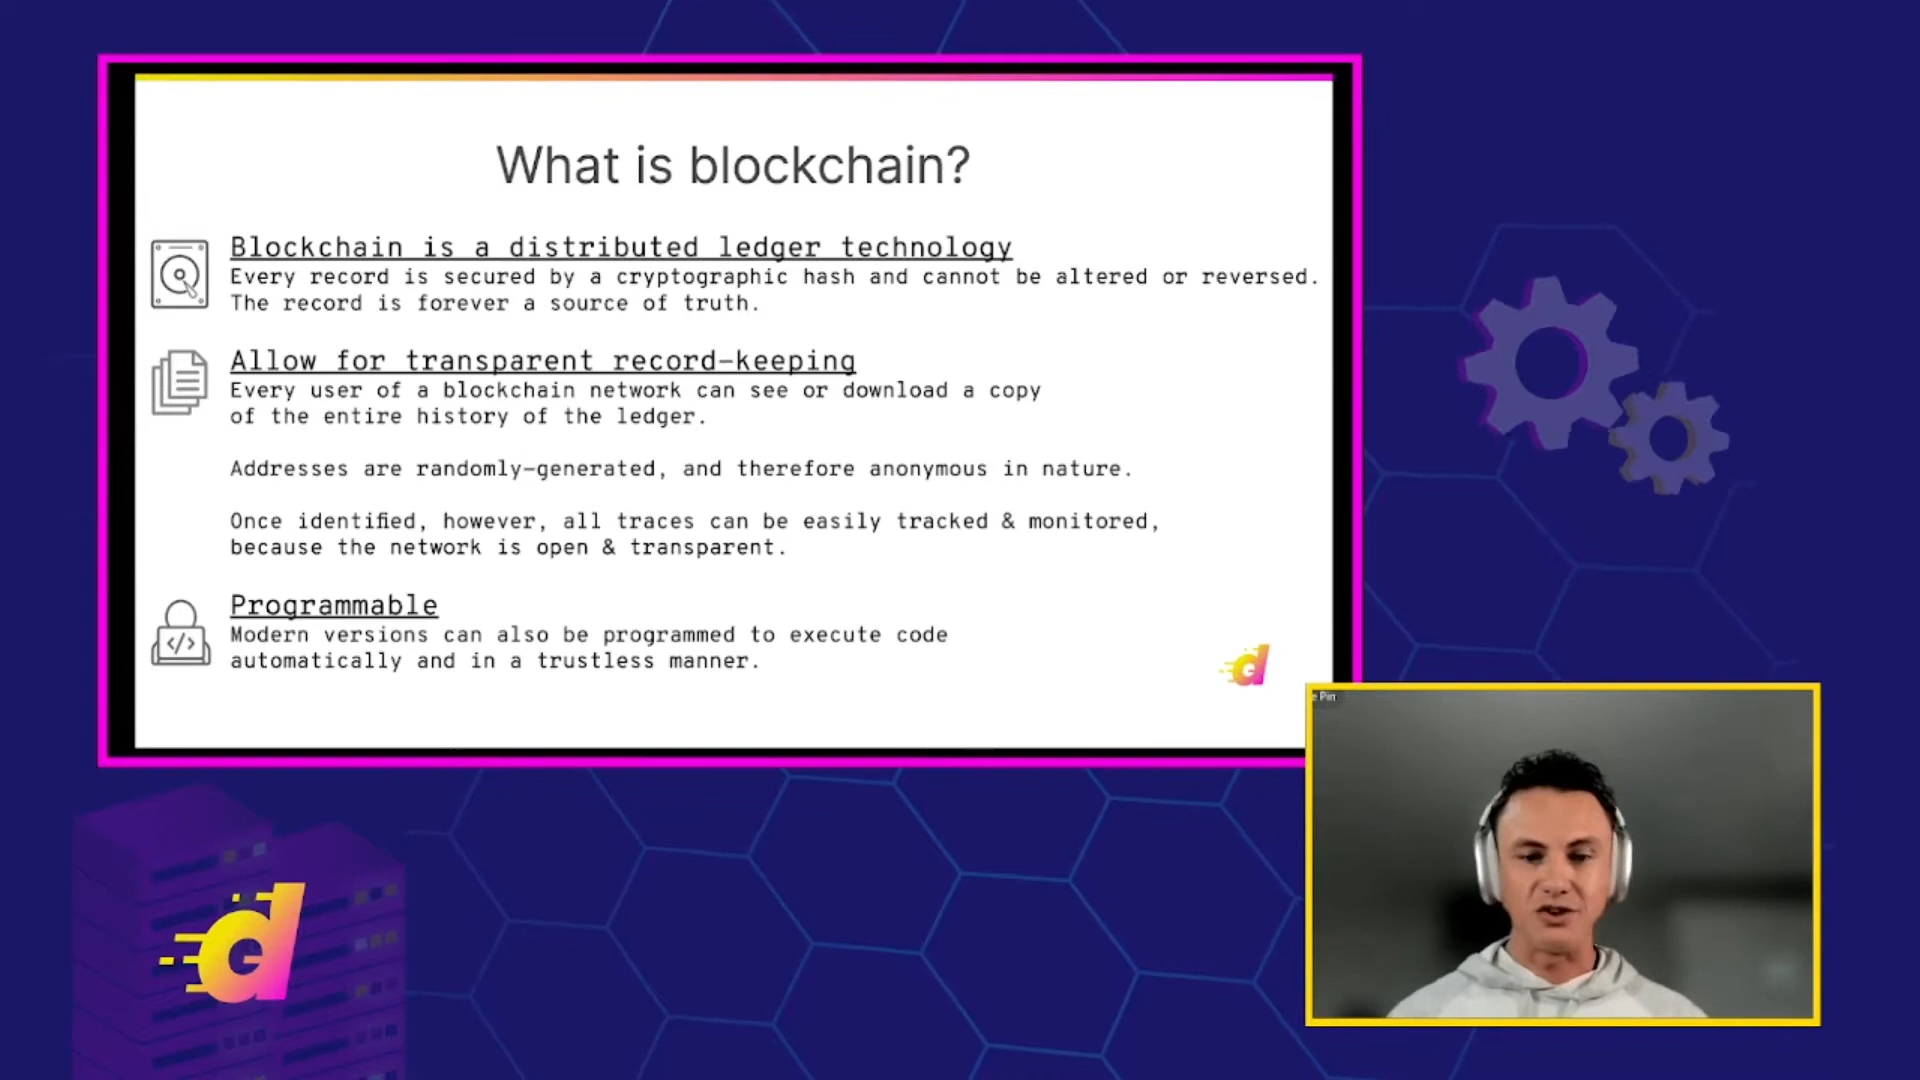 What is blockchain?
Blockchain is a distributed ledger technology
Every record is secured by a cryptographic hash and cannot be altered or reversed.
The record is forever a source of truth.
Allow for transparent record-keeping
Every user of a blockchain network can see or download a copy
of the entire history of the ledger.
Addresses are randomly-generated, and therefore anonymous in nature.
Once identified, however, all traces can be easily tracked & monitored,
because the network is open & transparent.
</>
Programmable
Modern versions can also be programmed to execute code
automatically and in a trustless manner.
d
d